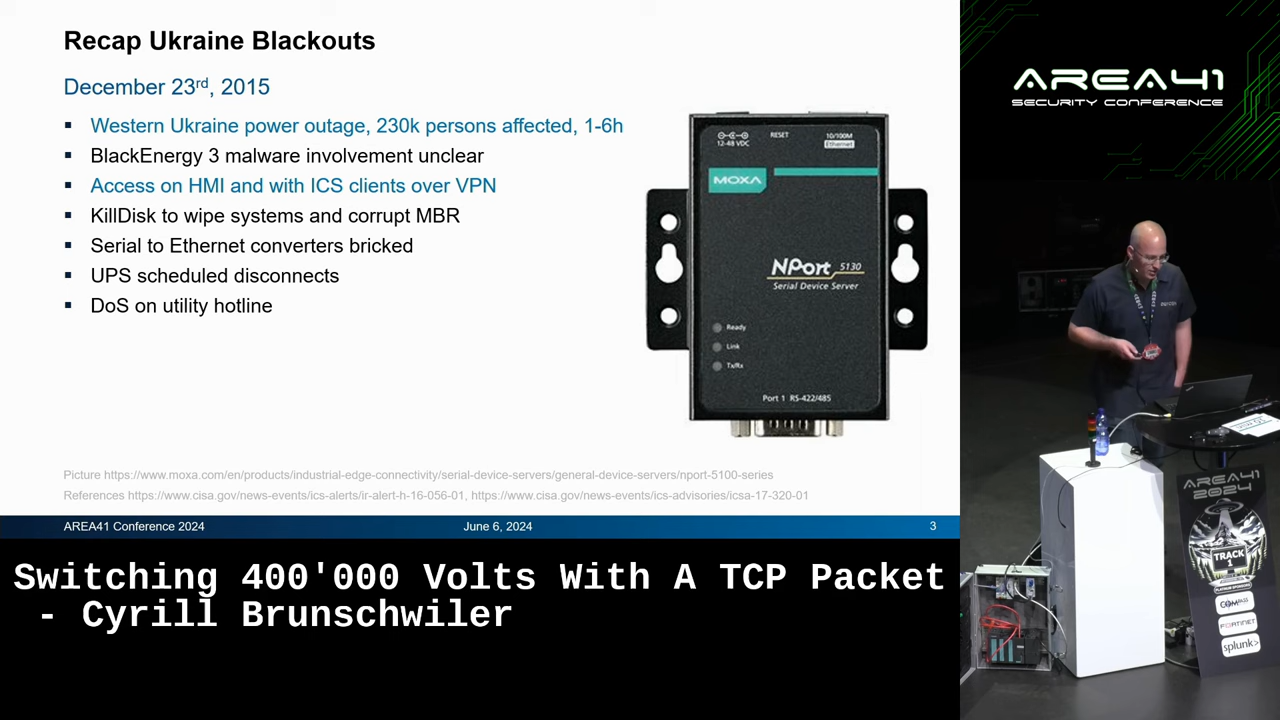 Recap Ukraine Blackouts
December 23rd, 2015
▪ Western Ukraine power outage, 230k persons affected, 1-6h
▪ BlackEnergy 3 malware involvement unclear
▪ Access on HMI and with ICS clients over VPN
▪ KillDisk to wipe systems and corrupt MBR
▪ Serial to Ethernet converters bricked
▪ UPS scheduled disconnects
▪ DoS on utility hotline
12-48 VDC
RESET
10/100M
Ethernet
MOXA
NPort 5130
Serial Device Server
Ready
Link
Tx/Rx
Port 1 RS-422/485
Picture https://www.moxa.com/en/products/industrial-edge-connectivity/serial-device-servers/general-device-servers/nport-5100-series
References https://www.cisa.gov/news-events/ics-alerts/ir-alert-h-16-056-01, https://www.cisa.gov/news-events/ics-advisories/icsa-17-320-01
AREA41 Conference 2024 June 6, 2024 3
Switching 400'000 Volts With A TCP Packet
- Cyrill Brunschwiler
AREA41
SECURITY CONFERENCE
AREA41
2024
TRACK
1
COMPASS
FORTINET
splunk>